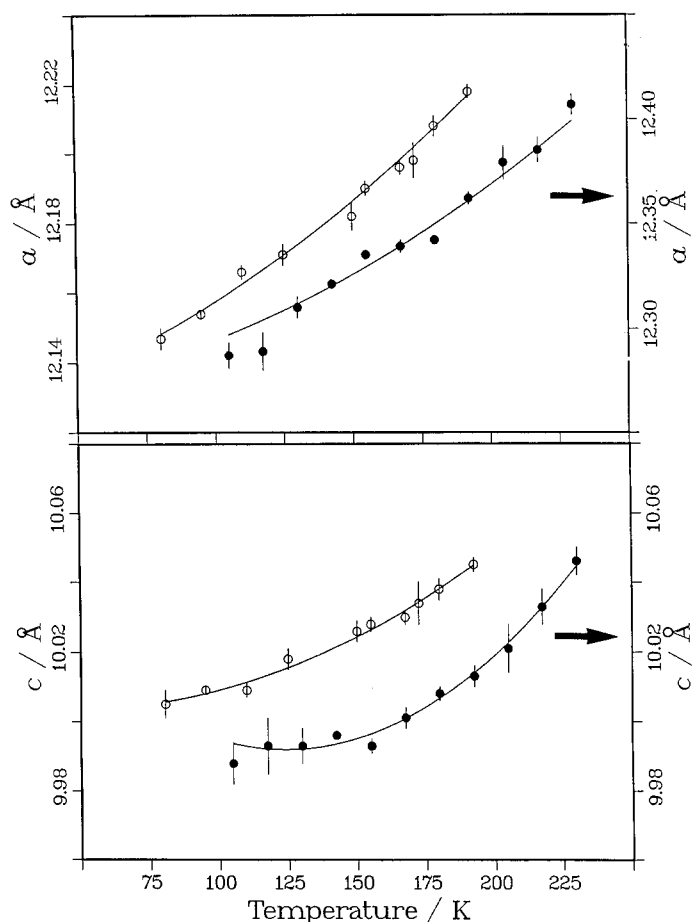 12.22
12.18
12.14
a / Å
12.40
12.35
12.30
a / Å
10.06
10.02
9.98
c / Å
10.06
10.02
9.98
c / Å
75 100 125 150 175 200 225
Temperature / K